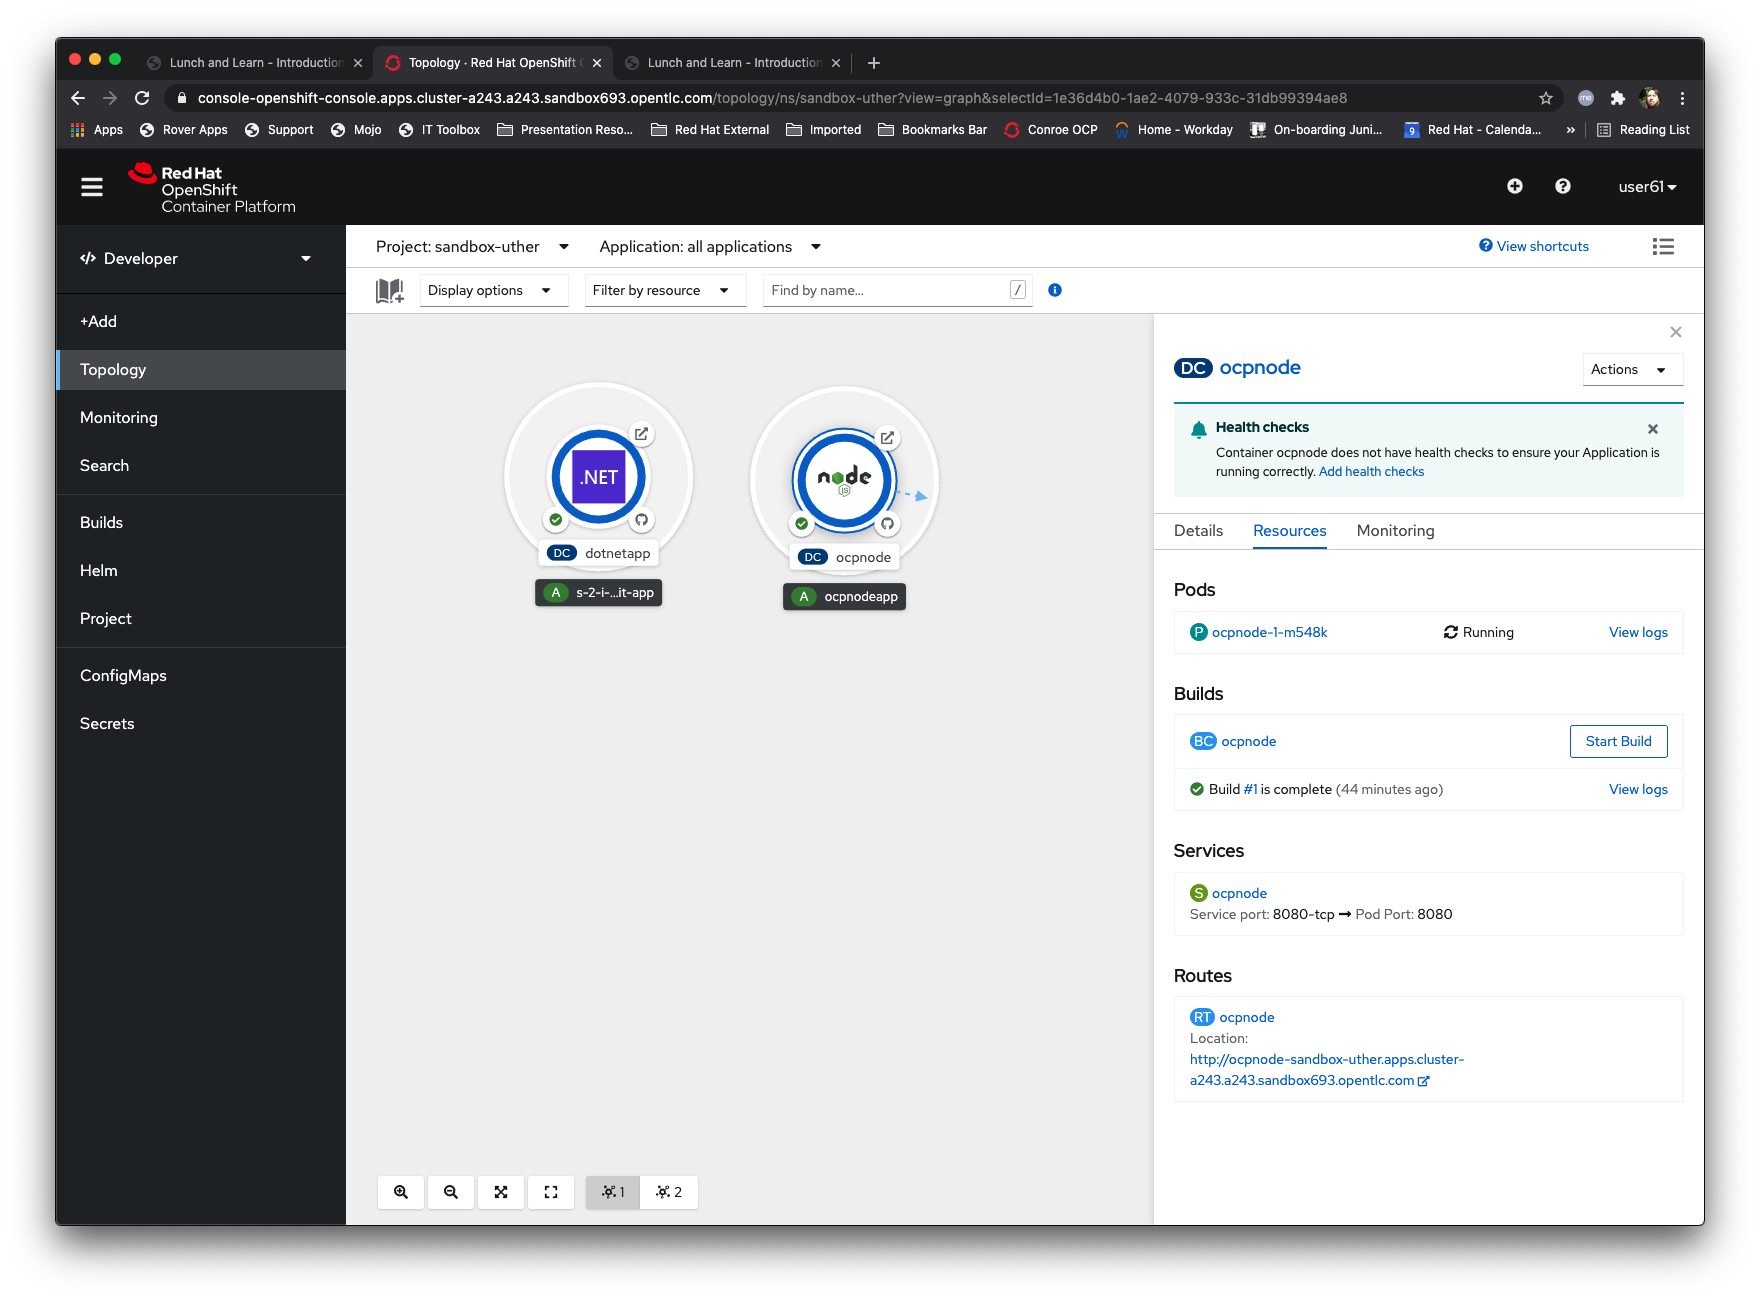 Lunch and Learn - Introduction
Topology · Red Hat OpenShift
Lunch and Learn - Introduction
console-openshift-console.apps.cluster-a243.a243.sandbox693.opentlc.com/topology/ns/sandbox-uther?view=graph&selectId=1e36d4b0-1ae2-4079-933c-31db99394ae8
me
Apps
Rover Apps
Support
Mojo
IT Toolbox
Presentation Reso...
Red Hat External
Imported
Bookmarks Bar
Conroe OCP
Home - Workday
On-boarding Juni...
9
Red Hat - Calenda...
»
Reading List
Red Hat
OpenShift
Container Platform
user61
</> Developer
+Add
Topology
Monitoring
Search
Builds
Helm
Project
ConfigMaps
Secrets
Project: sandbox-uther
Application: all applications
View shortcuts
Display options
Filter by resource
Find by name...
/
.NET
DC dotnetapp
A s-2-i-...it-app
node
JS
DC ocpnode
A ocpnodeapp
1
2
DC ocpnode
Actions
Health checks
Container ocpnode does not have health checks to ensure your Application is
running correctly. Add health checks
Details
Resources
Monitoring
Pods
P ocpnode-1-m548k
Running
View logs
Builds
BC ocpnode
Start Build
Build #1 is complete (44 minutes ago)
View logs
Services
S ocpnode
Service port: 8080-tcp → Pod Port: 8080
Routes
RT ocpnode
Location:
http://ocpnode-sandbox-uther.apps.cluster-
a243.a243.sandbox693.opentlc.com